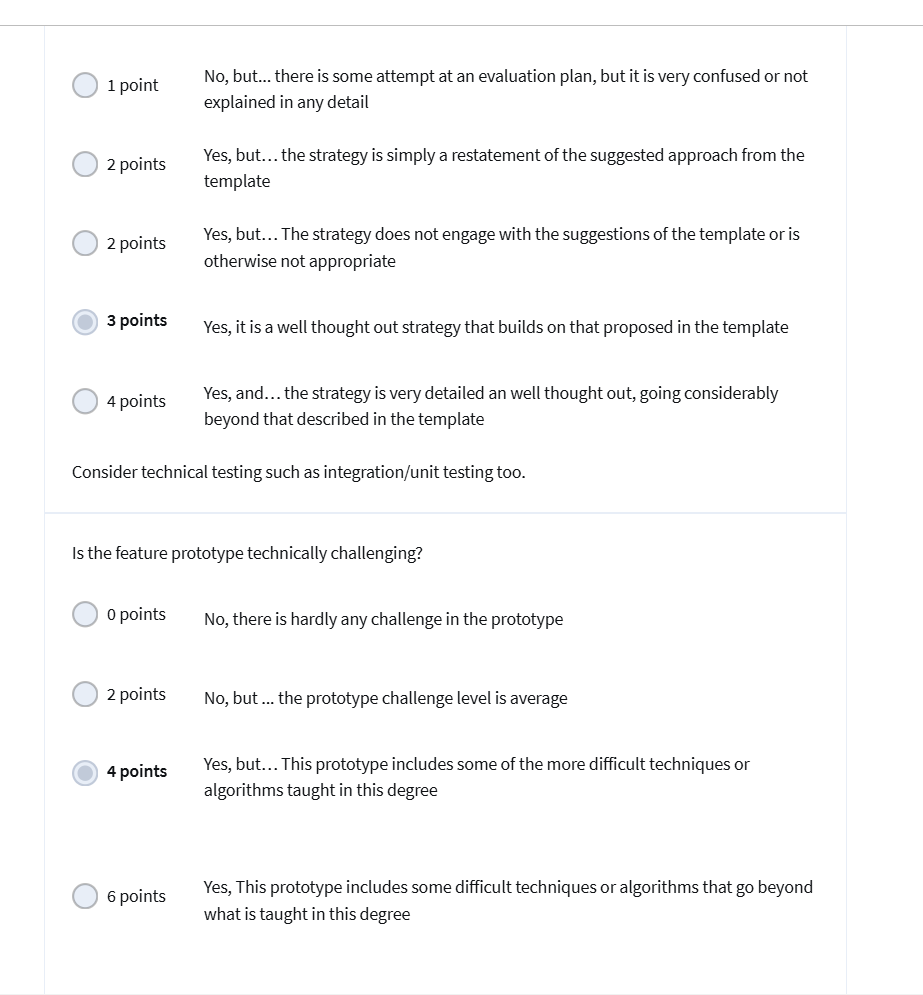 1 point
No, but... there is some attempt at an evaluation plan, but it is very confused or not
explained in any detail
2 points
Yes, but… the strategy is simply a restatement of the suggested approach from the
template
2 points
Yes, but… The strategy does not engage with the suggestions of the template or is
otherwise not appropriate
3 points
Yes, it is a well thought out strategy that builds on that proposed in the template
4 points
Yes, and… the strategy is very detailed an well thought out, going considerably
beyond that described in the template
Consider technical testing such as integration/unit testing too.
Is the feature prototype technically challenging?
0 points
No, there is hardly any challenge in the prototype
2 points
No, but ... the prototype challenge level is average
4 points
Yes, but… This prototype includes some of the more difficult techniques or
algorithms taught in this degree
6 points
Yes, This prototype includes some difficult techniques or algorithms that go beyond
what is taught in this degree